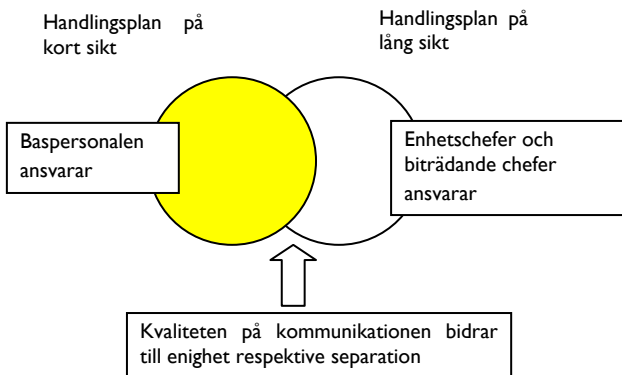 Handlingsplan på
kort sikt
Handlingsplan på
lång sikt
Baspersonalen
ansvarar
Enhetschefer och
biträdande chefer
ansvarar
Kvaliteten på kommunikationen bidrar
till enighet respektive separation